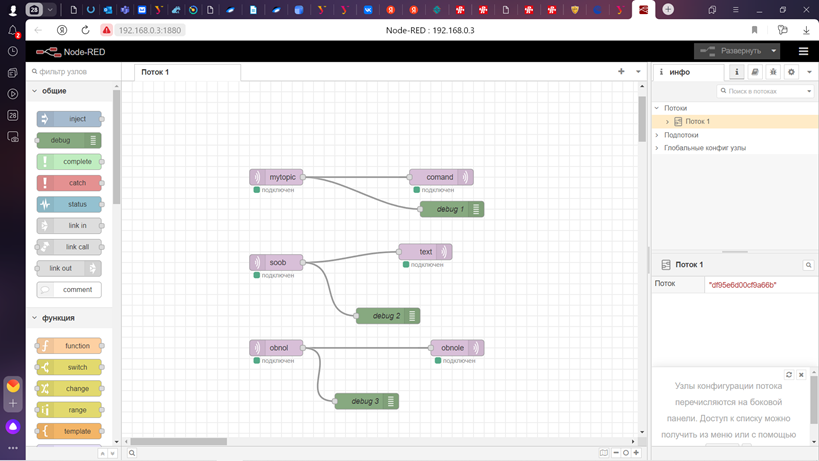 28
192.168.0.3:1880
Node-RED : 192.168.0.3
2
Node-RED
Развернуть
фильтр узлов
Поток 1
инфо
Поиск в потоках
общие
inject
debug
complete
catch
status
link in
link call
link out
comment
функция
function
switch
change
range
template
28
mytopic
подключен
comand
подключен
debug 1
soob
подключен
text
подключен
debug 2
obnol
подключен
obnole
подключен
debug 3
Потоки
Поток 1
Подпотоки
Глобальные конфиг узлы
Поток 1
Поток
"df95e6d00cf9a66b"
Узлы конфигурации потока
перечисляются на боковой
панели. Доступ к списку можно
получить из меню или с помощью